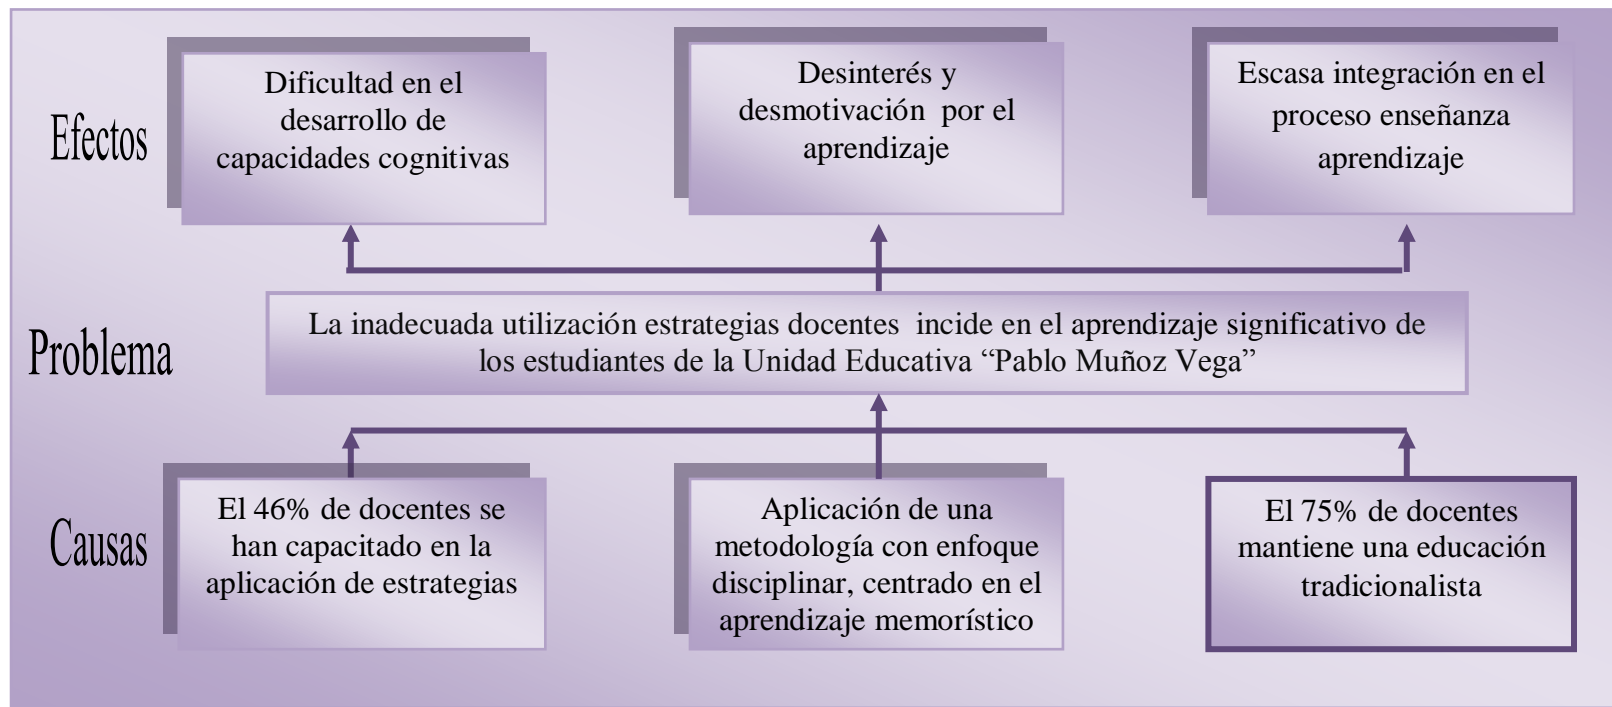 Efectos
Dificultad en el
desarrollo de
capacidades cognitivas
Desinterés y
desmotivación por el
aprendizaje
Escasa integración en el
proceso enseñanza
aprendizaje
Problema
La inadecuada utilización estrategias docentes incide en el aprendizaje significativo de
los estudiantes de la Unidad Educativa “Pablo Muñoz Vega”
Causas
El 46% de docentes se
han capacitado en la
aplicación de estrategias
Aplicación de una
metodología con enfoque
disciplinar, centrado en el
aprendizaje memorístico
El 75% de docentes
mantiene una educación
tradicionalista